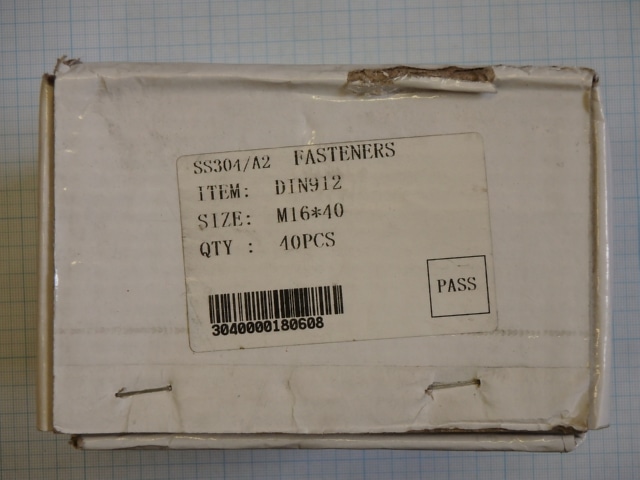 SS304/A2 FASTENERS
ITEM: DIN912
SIZE: M16*40
QTY : 40PCS
PASS
3040000180608